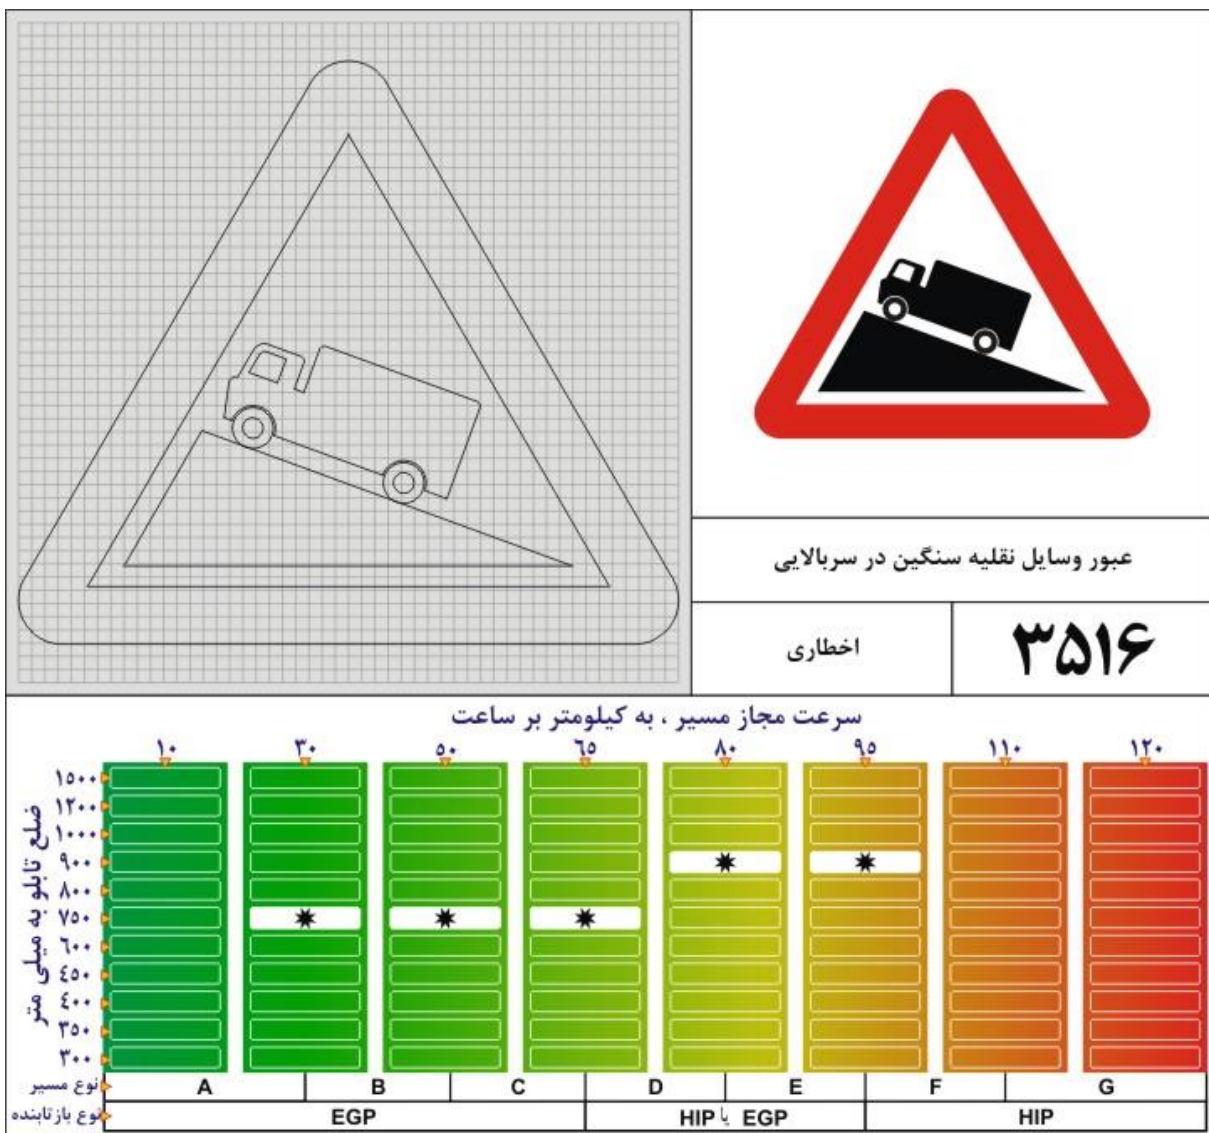 عبور وسایل نقلیه سنگین در سربالایی
اخطاری
۳۵۱۶
سرعت مجاز مسیر ، به کیلومتر بر ساعت
۱۰ ۳۰ ۵۰ ۶۵ ۸۰ ۹۵ ۱۱۰ ۱۲۰
ضلع تابلو به میلی متر
۱۵۰۰
۱۲۰۰
۱۰۰۰
۹۰۰
۸۰۰
۷۵۰
۶۰۰
٤۵۰
٤۰۰
۳۵۰
۳۰۰
نوع مسیر A B C D E F G
نوع بازتابنده EGP HIP یا EGP HIP